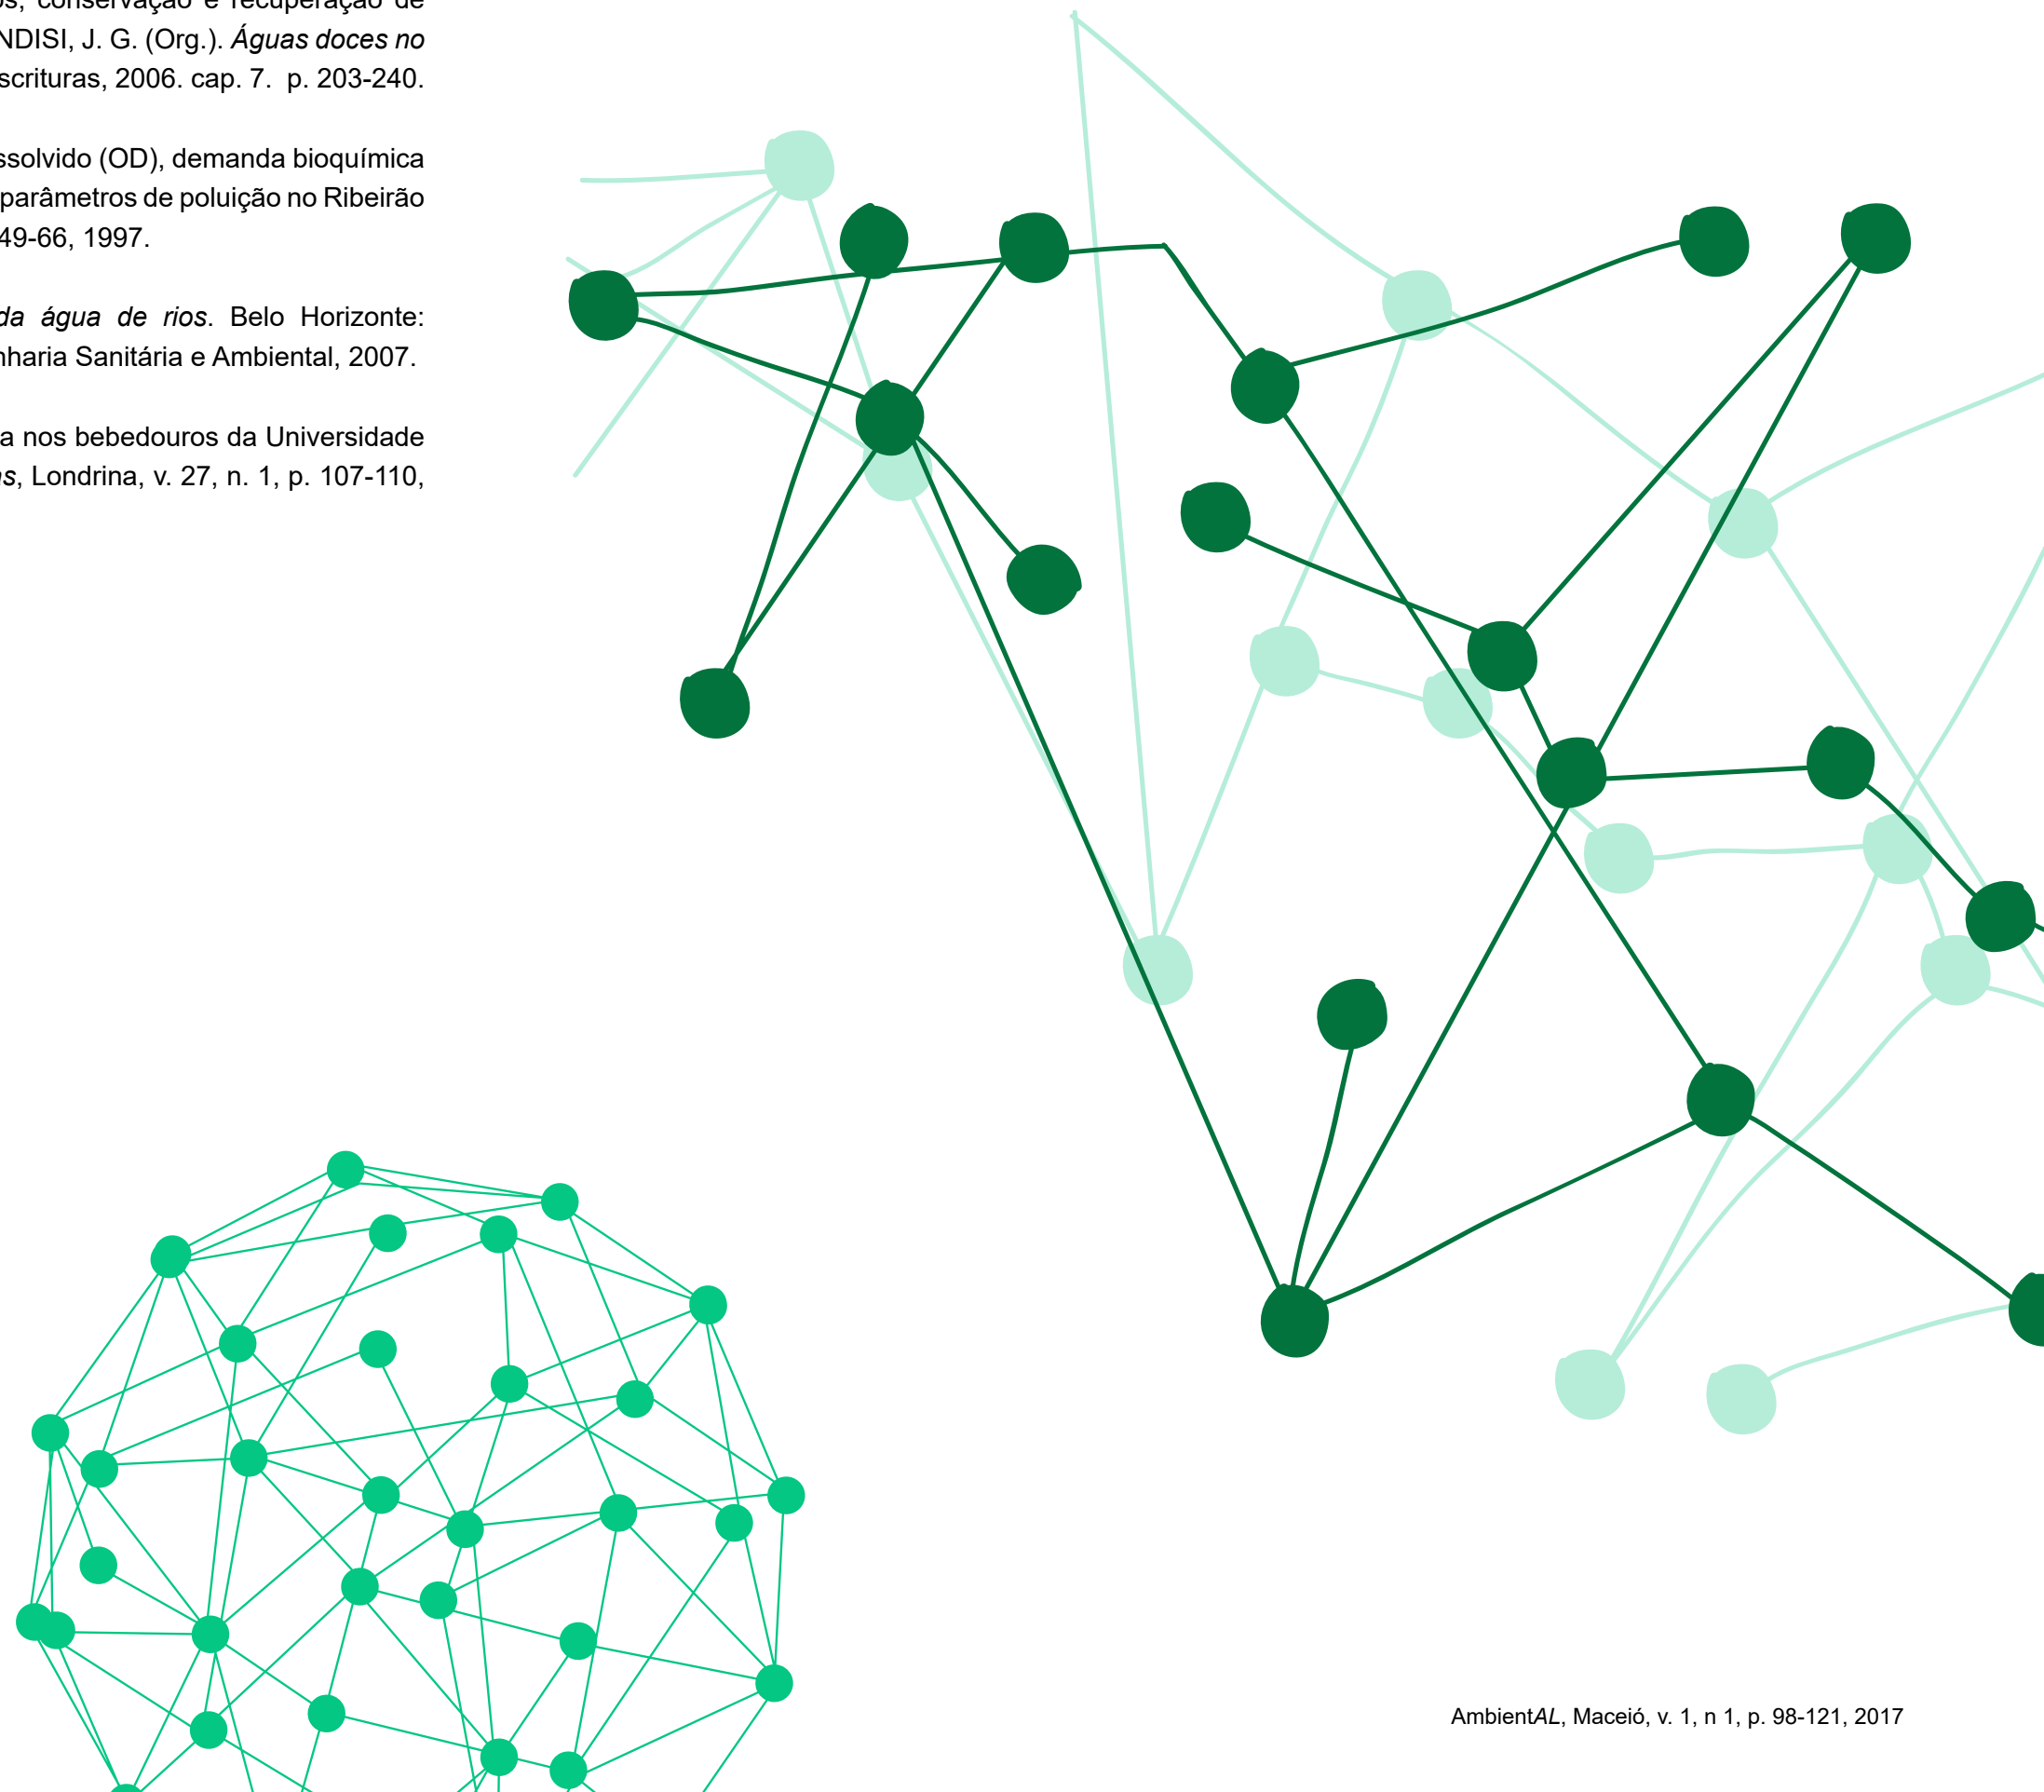 conservação e recuperação de
NDISI, J. G. (Org.). Águas doces no
scrituras, 2006. cap. 7. p. 203-240.
ssolvido (OD), demanda bioquímica
parâmetros de poluição no Ribeirão
49-66, 1997.
da água de rios. Belo Horizonte:
nharia Sanitária e Ambiental, 2007.
a nos bebedouros da Universidade
as, Londrina, v. 27, n. 1, p. 107-110,
AmbientAL, Maceió, v. 1, n 1, p. 98-121, 2017